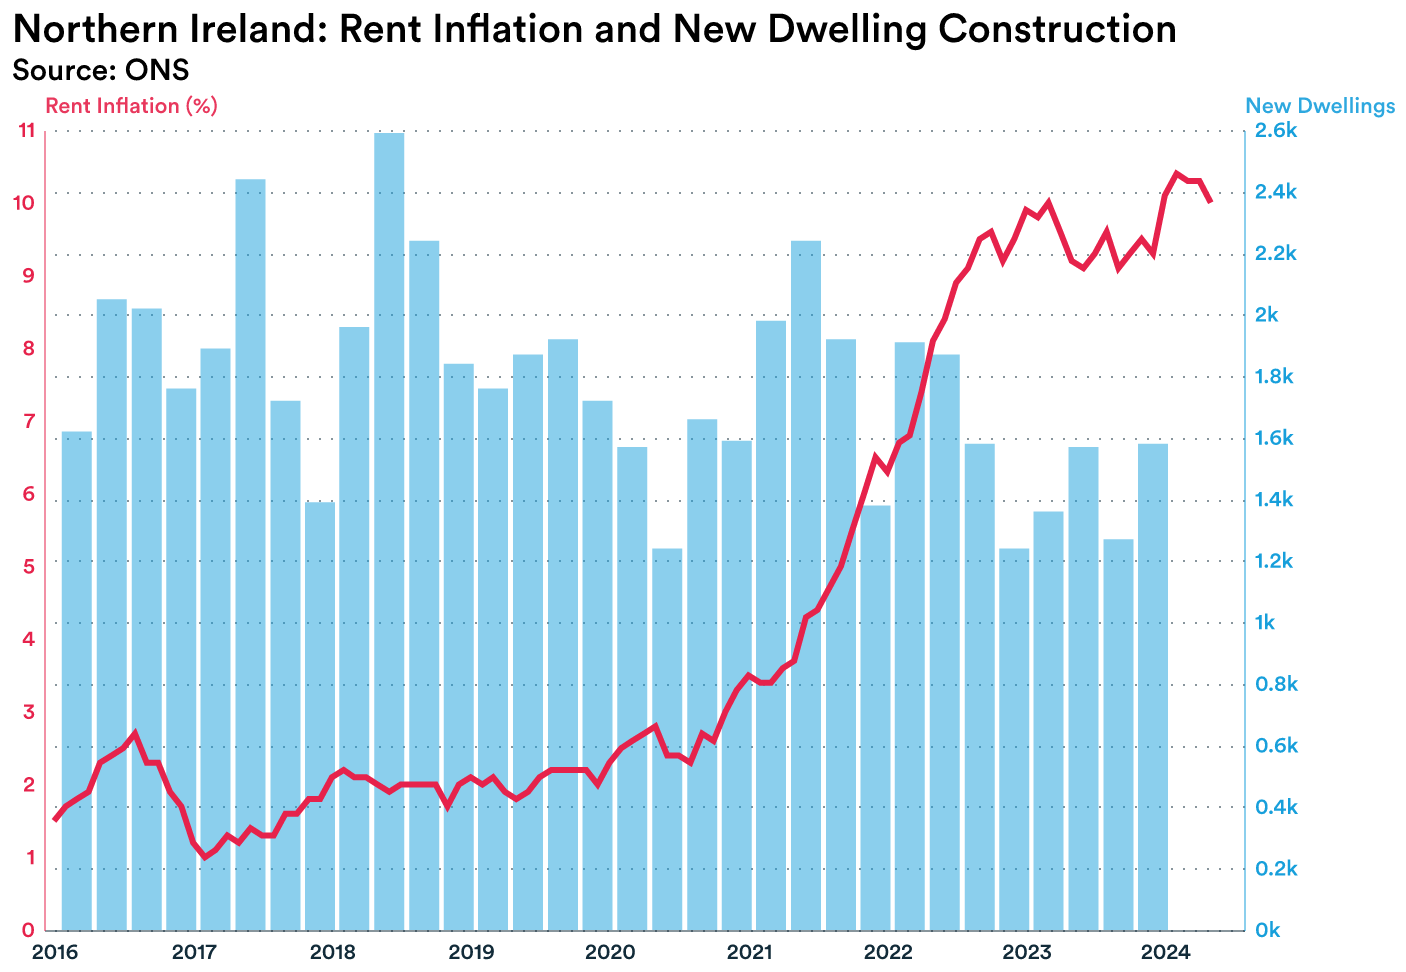 Northern Ireland: Rent Inflation and New Dwelling Construction
Source: ONS
Rent Inflation (%)
New Dwellings
11
10
9
8
7
6
5
4
3
2
1
0
2.6k
2.4k
2.2k
2k
1.8k
1.6k
1.4k
1.2k
1k
0.8k
0.6k
0.4k
0.2k
0k
2016 2017 2018 2019 2020 2021 2022 2023 2024